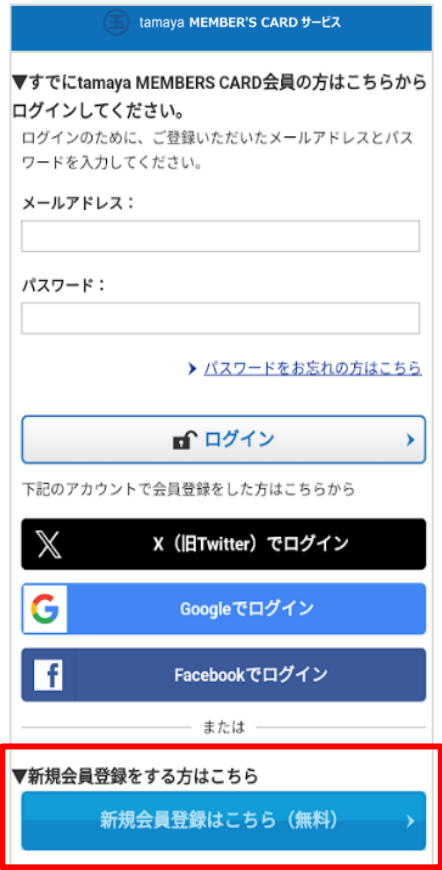 玉 tamaya MEMBER'S CARD サービス
▼すでにtamaya MEMBERS CARD会員の方はこちらから
ログインしてください。
ログインのために、ご登録いただいたメールアドレスとパス
ワードを入力してください。
メールアドレス：
パスワード：
パスワードをお忘れの方はこちら
ログイン
下記のアカウントで会員登録をした方はこちらから
X（旧Twitter）でログイン
Googleでログイン
Facebookでログイン
または
▼新規会員登録をする方はこちら
新規会員登録はこちら（無料）